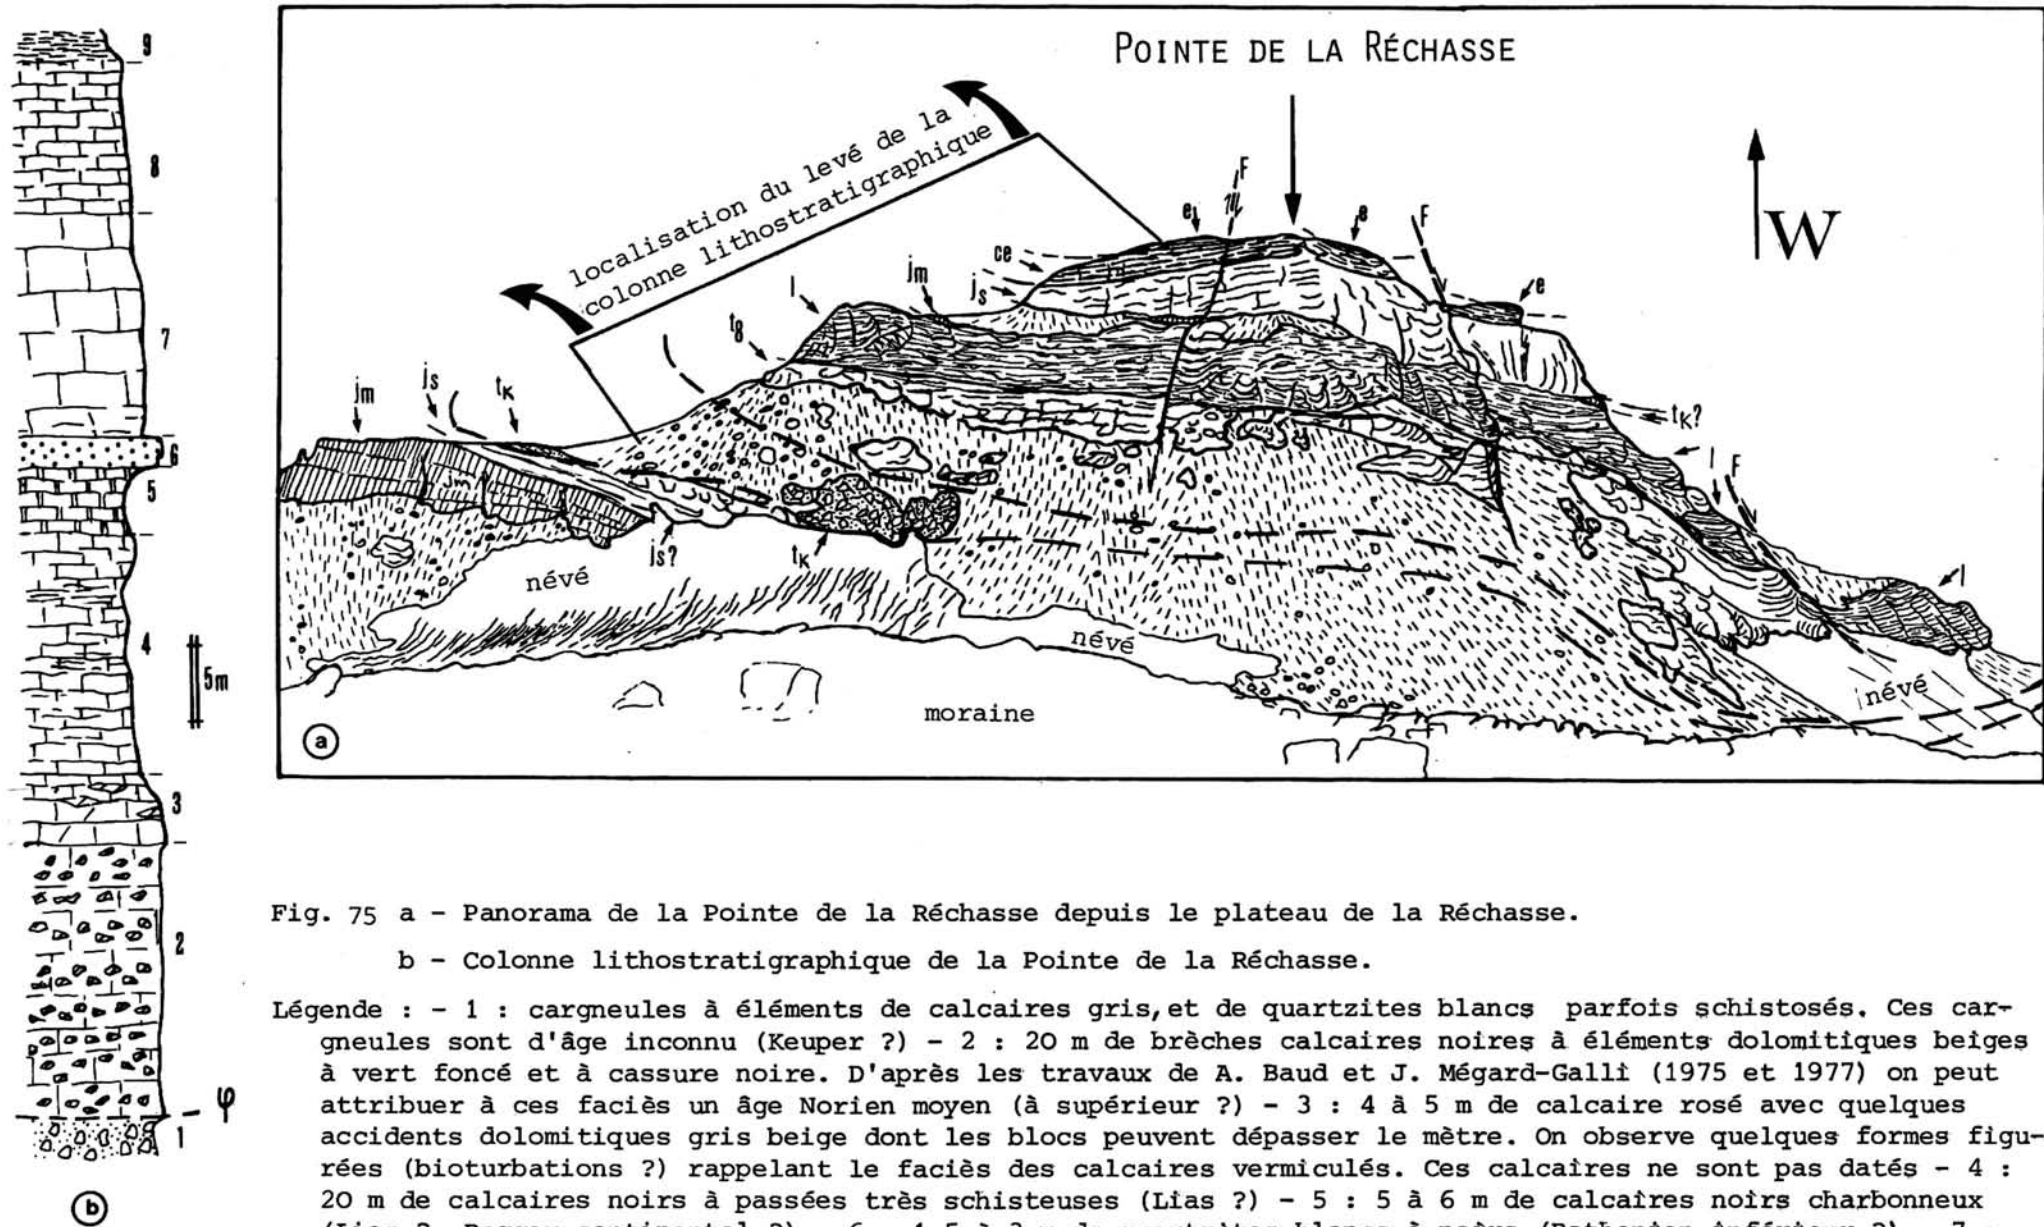 POINTE DE LA RÉCHASSE
localisation du levé de la
colonne lithostratigraphique
W
F
F
F
e
e
e
ce
js
jm
l
t8
jm
js
tK
jm
js?
tK
tK?
l
l
l
névé
névé
névé
moraine
a
9
8
7
6
5
4
3
2
1
5m
φ
b
Fig. 75 a - Panorama de la Pointe de la Réchasse depuis le plateau de la Réchasse.
b - Colonne lithostratigraphique de la Pointe de la Réchasse.
Légende : - 1 : cargneules à éléments de calcaires gris, et de quartzites blancs parfois schistosés. Ces car-
gneules sont d'âge inconnu (Keuper ?) - 2 : 20 m de brèches calcaires noires à éléments dolomitiques beiges
à vert foncé et à cassure noire. D'après les travaux de A. Baud et J. Mégard-Galli (1975 et 1977) on peut
attribuer à ces faciès un âge Norien moyen (à supérieur ?) - 3 : 4 à 5 m de calcaire rosé avec quelques
accidents dolomitiques gris beige dont les blocs peuvent dépasser le mètre. On observe quelques formes figu-
rées (bioturbations ?) rappelant le faciès des calcaires vermiculés. Ces calcaires ne sont pas datés - 4 :
20 m de calcaires noirs à passées très schisteuses (Lias ?) - 5 : 5 à 6 m de calcaires noirs charbonneux